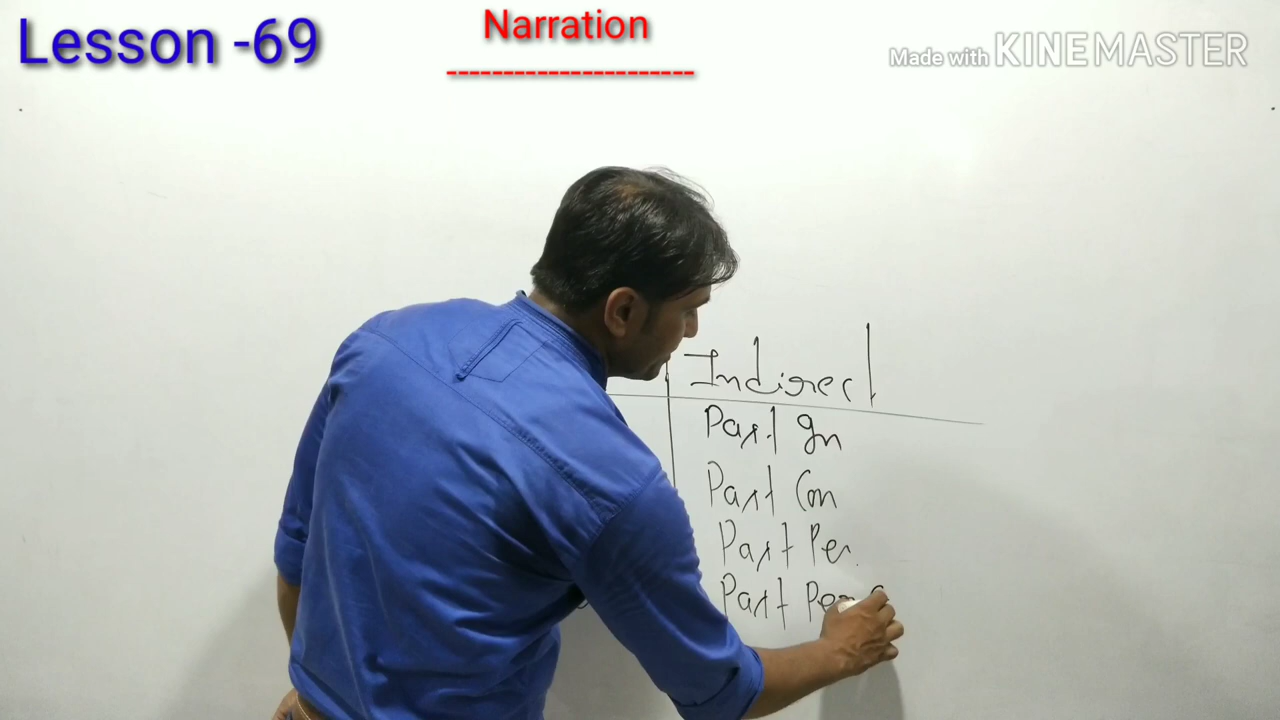 Lesson -69
Narration
----------------------
Made with KINEMASTER
Indirect
Past In
Past Con
Past Per.
Past Per